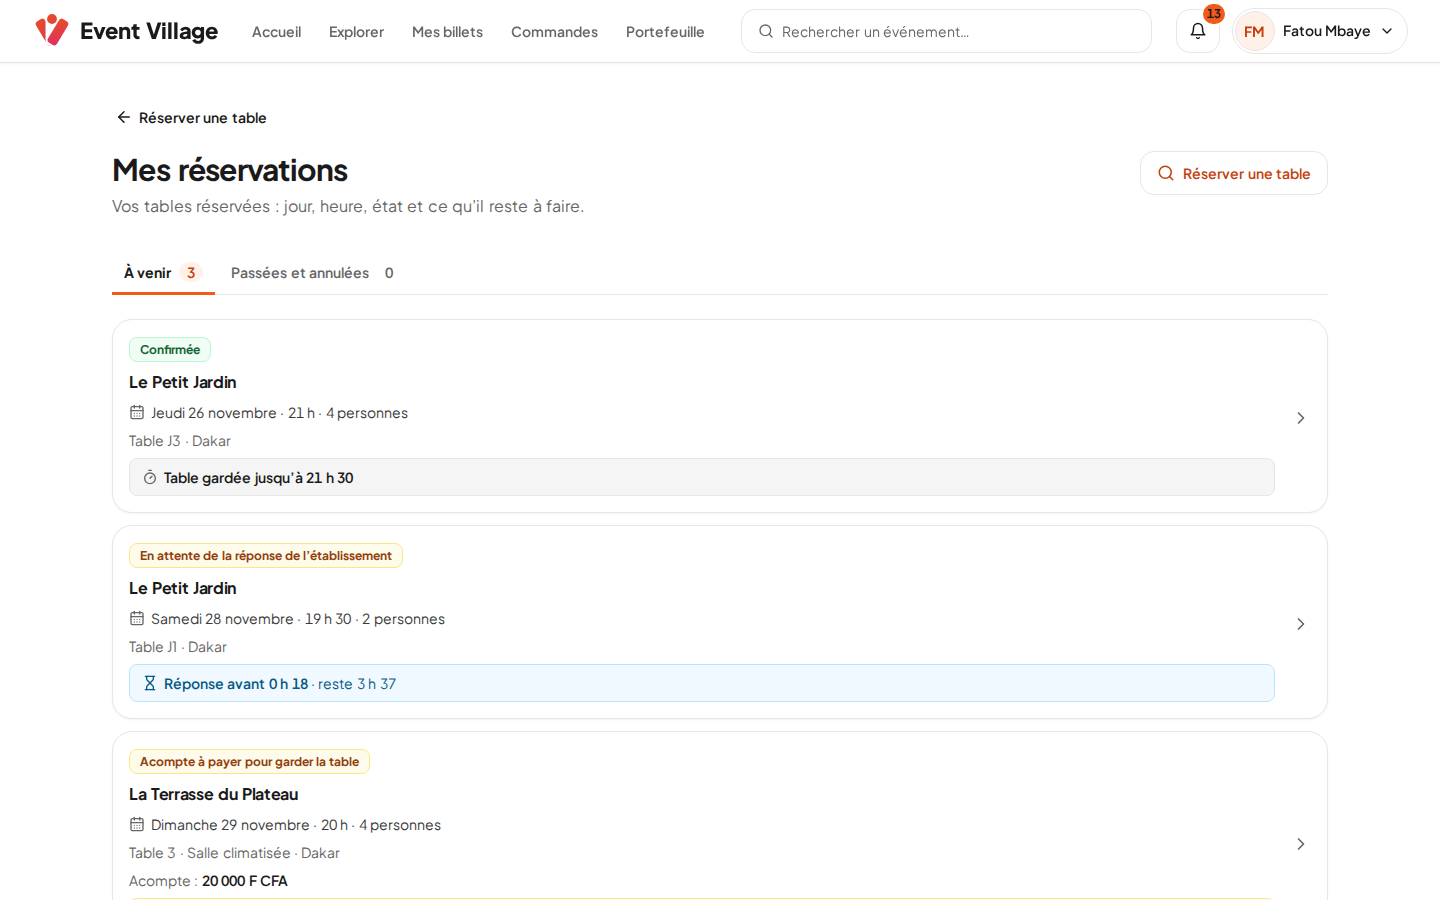 Event Village
Accueil
Explorer
Mes billets
Commandes
Portefeuille
Rechercher un événement…
13
FM
Fatou Mbaye
Réserver une table
Mes réservations
Réserver une table
Vos tables réservées : jour, heure, état et ce qu’il reste à faire.
À venir 3
Passées et annulées 0
Confirmée
Le Petit Jardin
Jeudi 26 novembre · 21 h · 4 personnes
Table J3 · Dakar
Table gardée jusqu’à 21 h 30
En attente de la réponse de l’établissement
Le Petit Jardin
Samedi 28 novembre · 19 h 30 · 2 personnes
Table J1 · Dakar
Réponse avant 0 h 18 · reste 3 h 37
Acompte à payer pour garder la table
La Terrasse du Plateau
Dimanche 29 novembre · 20 h · 4 personnes
Table 3 · Salle climatisée · Dakar
Acompte : 20 000 F CFA